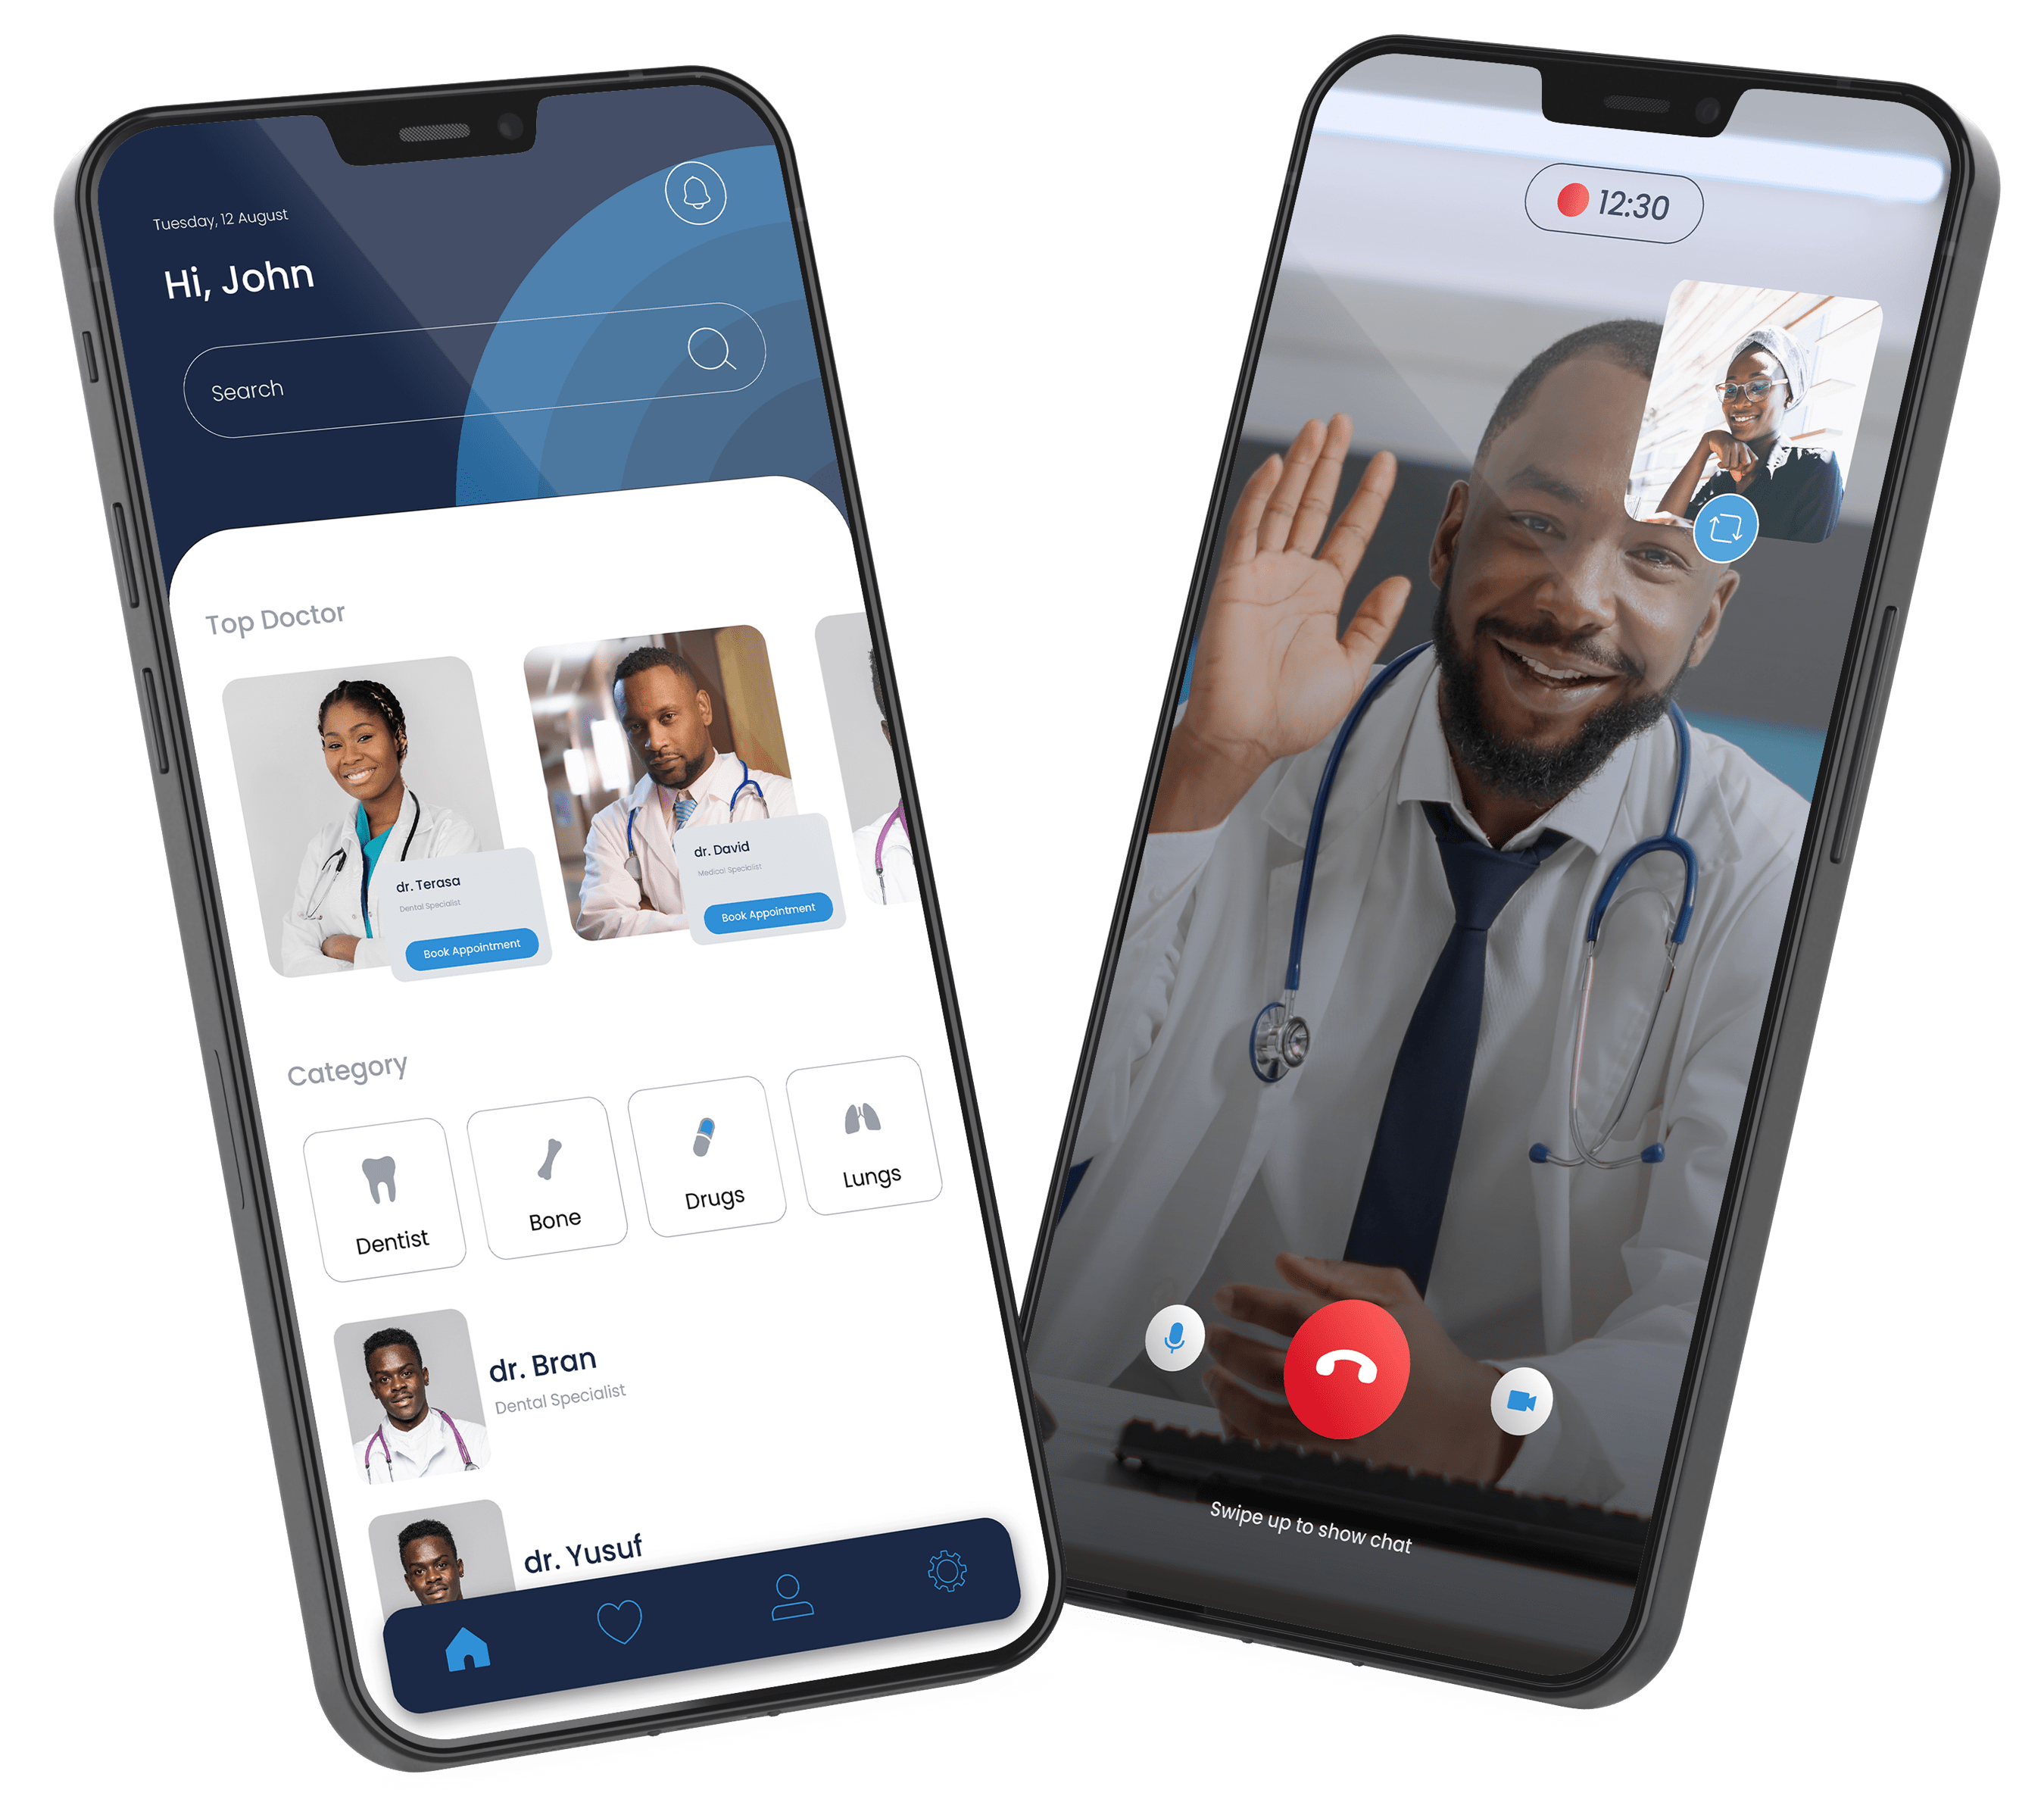 Tuesday, 12 August
Hi, John
Search
Top Doctor
dr. Terasa
Dental Specialist
Book Appointment
dr. David
Medical Specialist
Book Appointment
Category
Dentist
Bone
Drugs
Lungs
dr. Bran
Dental Specialist
dr. Yusuf
12:30
Swipe up to show chat